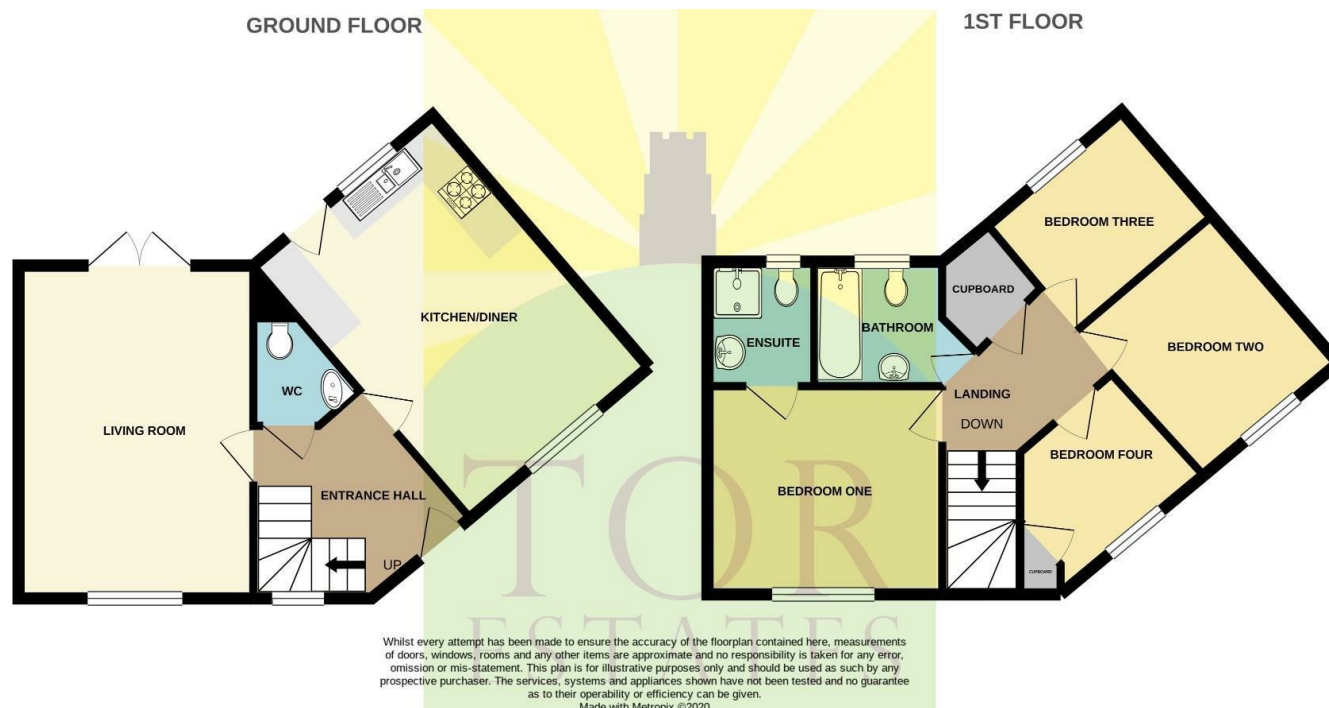 GROUND FLOOR
1ST FLOOR
KITCHEN/DINER
WC
LIVING ROOM
ENTRANCE HALL
UP
BEDROOM THREE
CUPBOARD
BATHROOM
ENSUITE
BEDROOM TWO
LANDING
DOWN
BEDROOM FOUR
BEDROOM ONE
CUPBOARD
TOR
ESTATES
Whilst every attempt has been made to ensure the accuracy of the floorplan contained here, measurements
of doors, windows, rooms and any other items are approximate and no responsibility is taken for any error,
omission or mis-statement. This plan is for illustrative purposes only and should be used as such by any
prospective purchaser. The services, systems and appliances shown have not been tested and no guarantee
as to their operability or efficiency can be given.
Made with Metropix ©2020